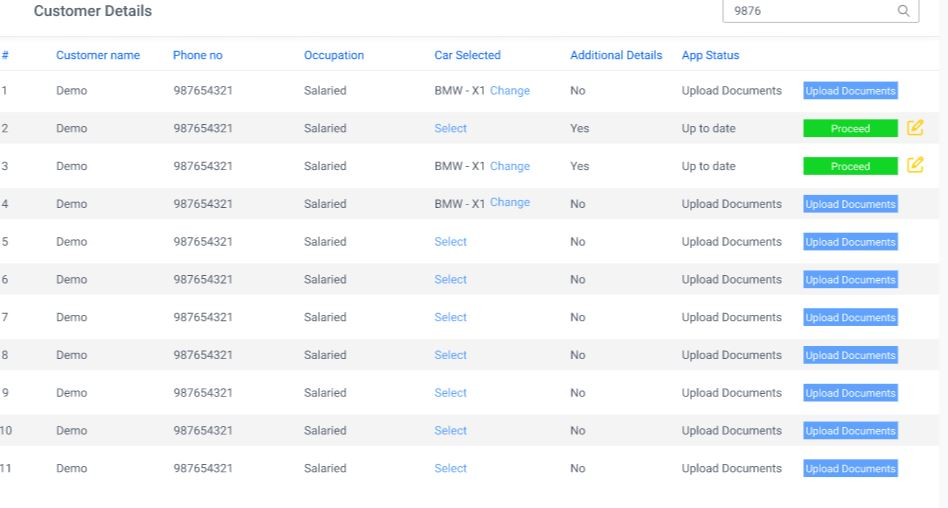 Customer Details 9876
# Customer name Phone no Occupation Car Selected Additional Details App Status
1 Demo 987654321 Salaried BMW - X1 Change No Upload Documents Upload Documents
2 Demo 987654321 Salaried Select Yes Up to date Proceed
3 Demo 987654321 Salaried BMW - X1 Change Yes Up to date Proceed
4 Demo 987654321 Salaried BMW - X1 Change No Upload Documents Upload Documents
5 Demo 987654321 Salaried Select No Upload Documents Upload Documents
6 Demo 987654321 Salaried Select No Upload Documents Upload Documents
7 Demo 987654321 Salaried Select No Upload Documents Upload Documents
8 Demo 987654321 Salaried Select No Upload Documents Upload Documents
9 Demo 987654321 Salaried Select No Upload Documents Upload Documents
10 Demo 987654321 Salaried Select No Upload Documents Upload Documents
11 Demo 987654321 Salaried Select No Upload Documents Upload Documents